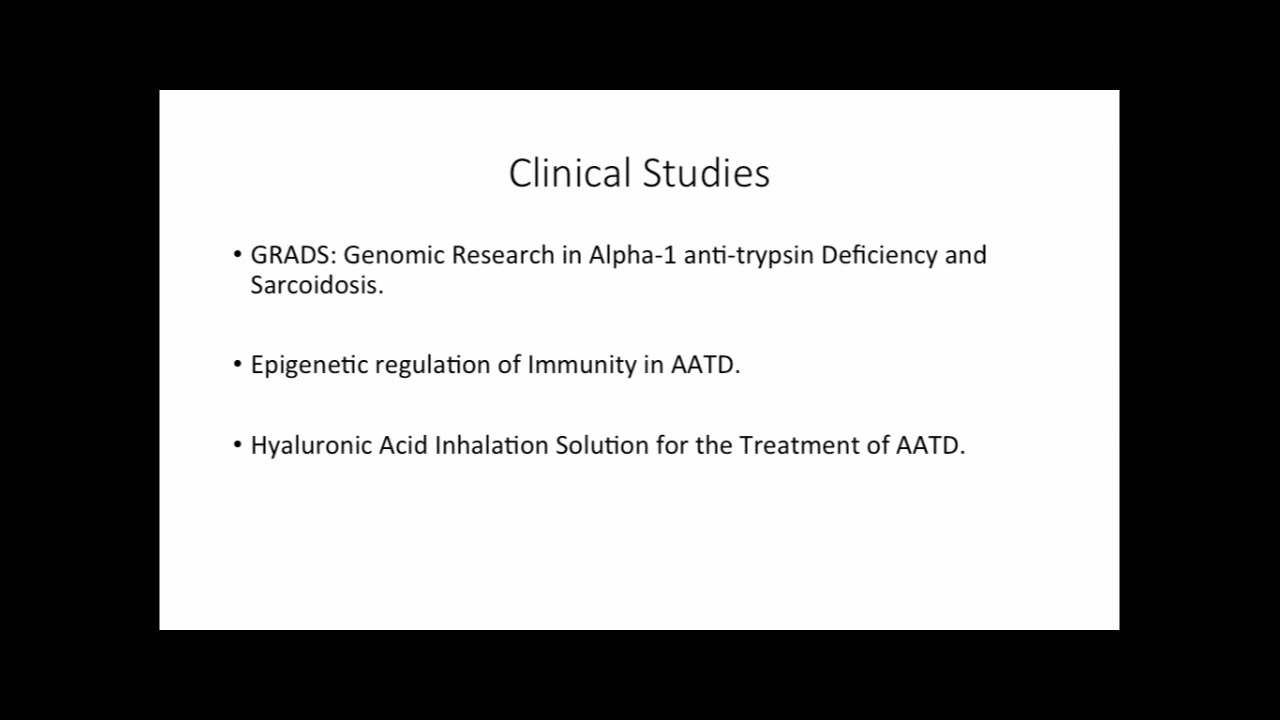 Clinical Studies
• GRADS: Genomic Research in Alpha-1 anti-trypsin Deficiency and
Sarcoidosis.
• Epigenetic regulation of Immunity in AATD.
• Hyaluronic Acid Inhalation Solution for the Treatment of AATD.